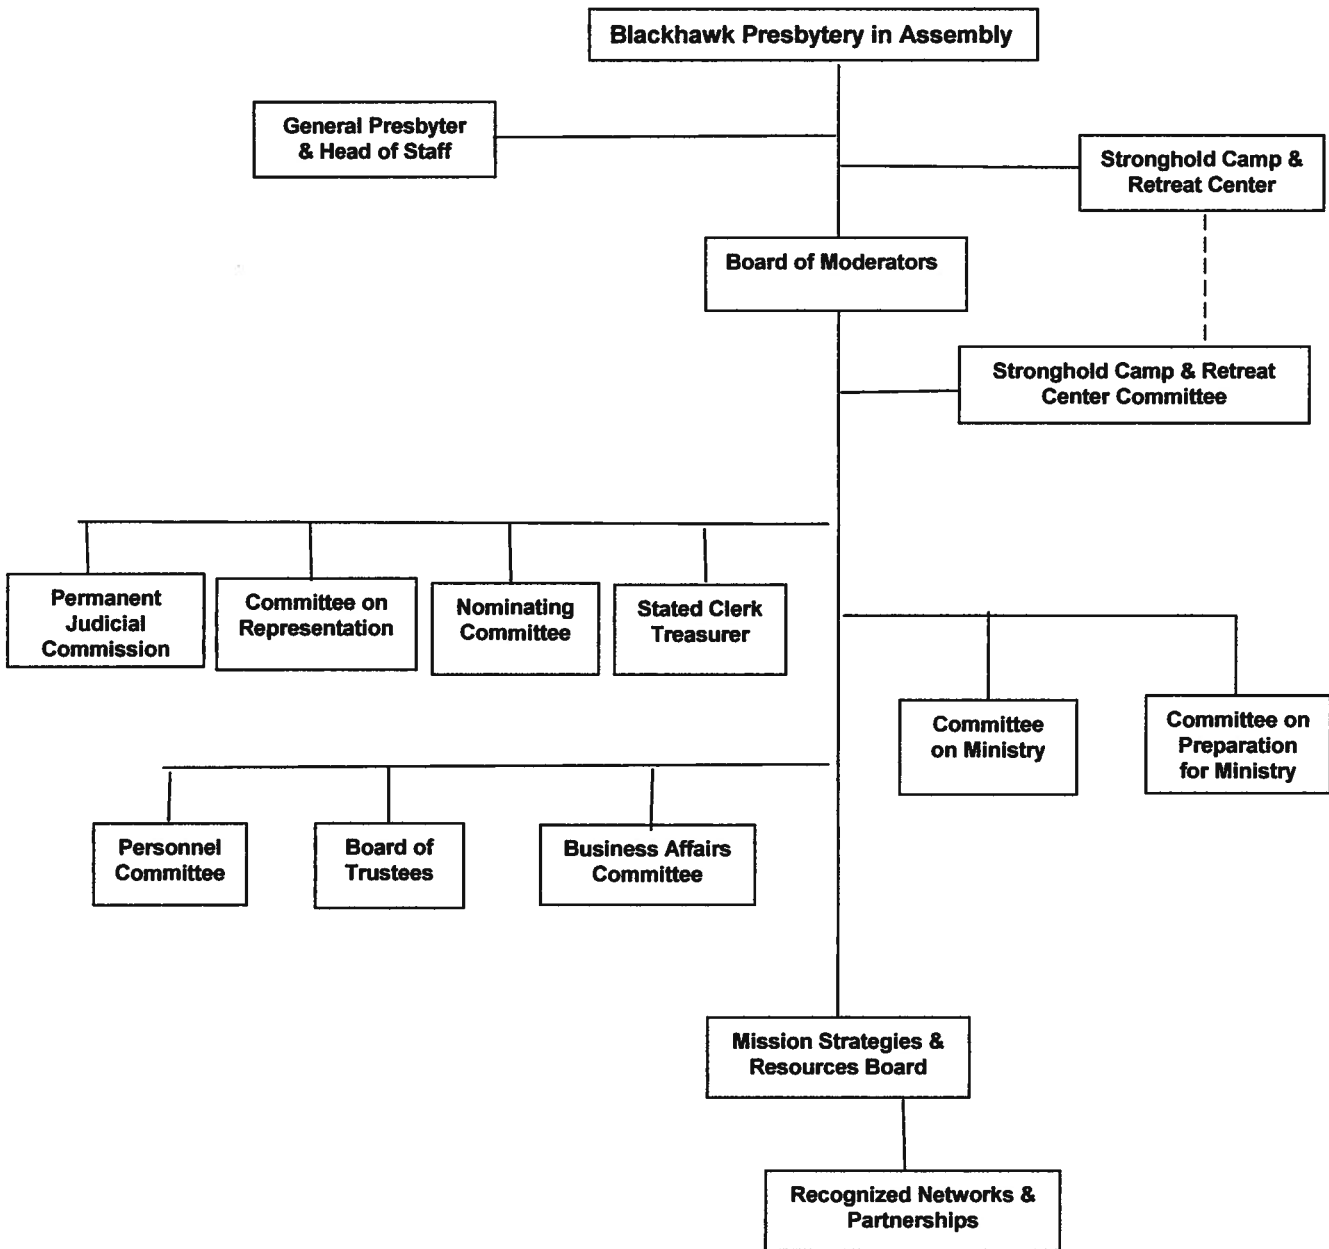 Blackhawk Presbytery in Assembly
General Presbyter
& Head of Staff
Stronghold Camp &
Retreat Center
Board of Moderators
Stronghold Camp & Retreat
Center Committee
Permanent
Judicial
Commission
Committee on
Representation
Nominating
Committee
Stated Clerk
Treasurer
Committee
on Ministry
Committee on
Preparation
for Ministry
Personnel
Committee
Board of
Trustees
Business Affairs
Committee
Mission Strategies &
Resources Board
Recognized Networks &
Partnerships